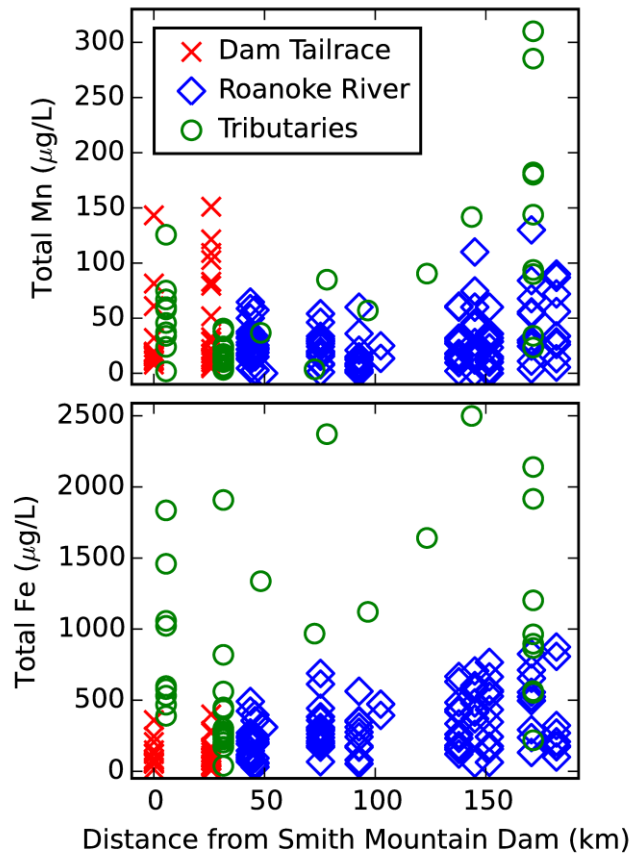 300
250
200
150
100
50
0
Total Mn (µg/L)
Dam Tailrace
Roanoke River
Tributaries
2500
2000
1500
1000
500
0
Total Fe (µg/L)
0 50 100 150
Distance from Smith Mountain Dam (km)